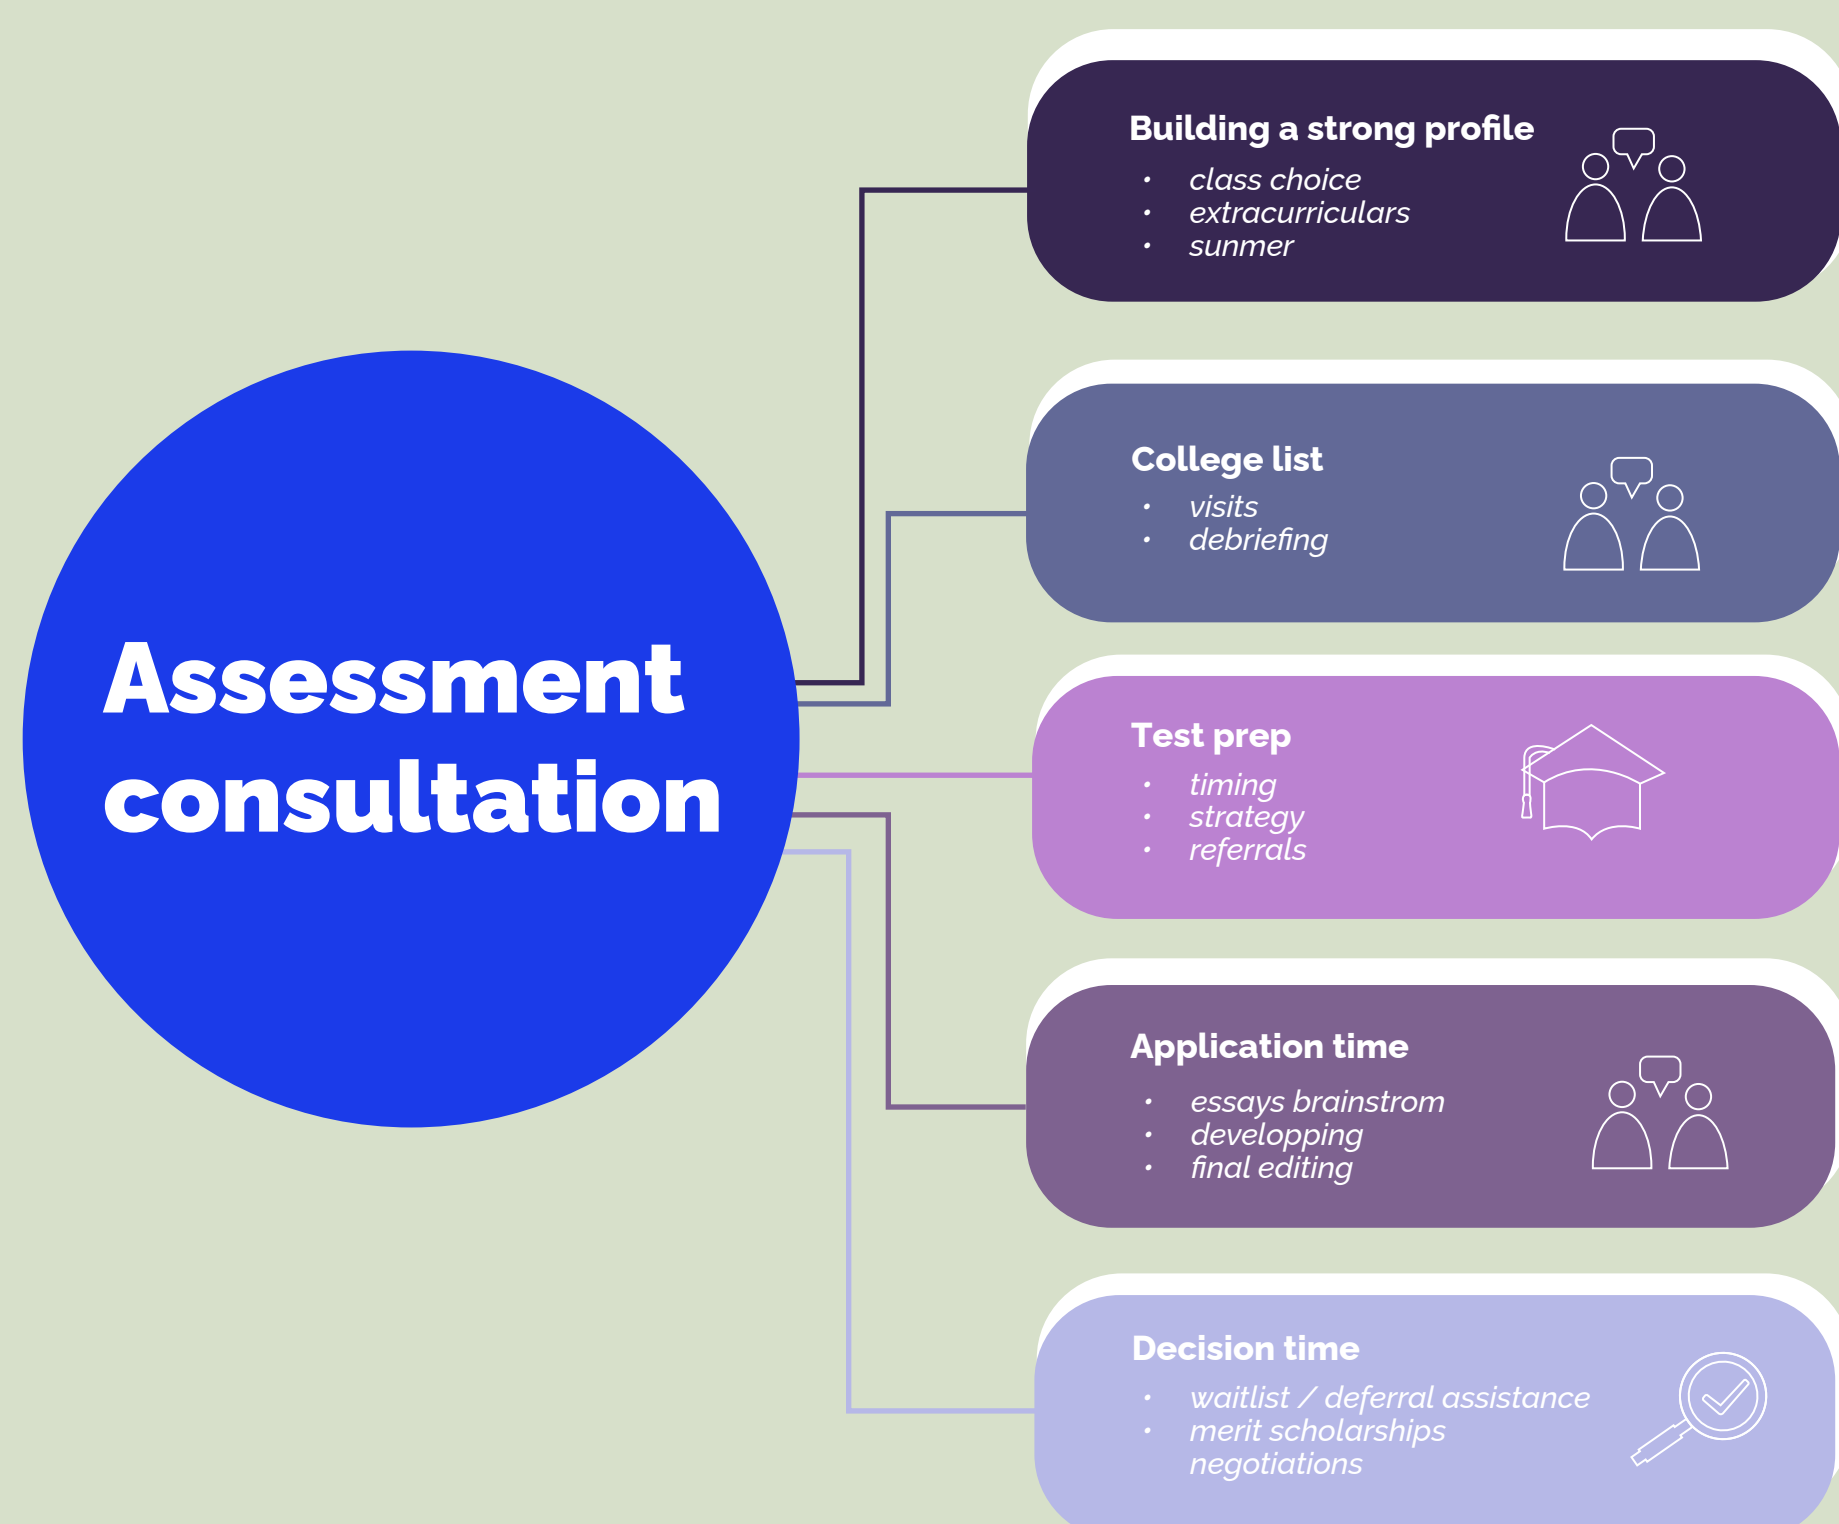 Assessment
consultation
Building a strong profile
• class choice
• extracurriculars
• sunmer
College list
• visits
• debriefing
Test prep
• timing
• strategy
• referrals
Application time
• essays brainstrom
• developping
• final editing
Decision time
• waitlist / deferral assistance
• merit scholarships
negotiations